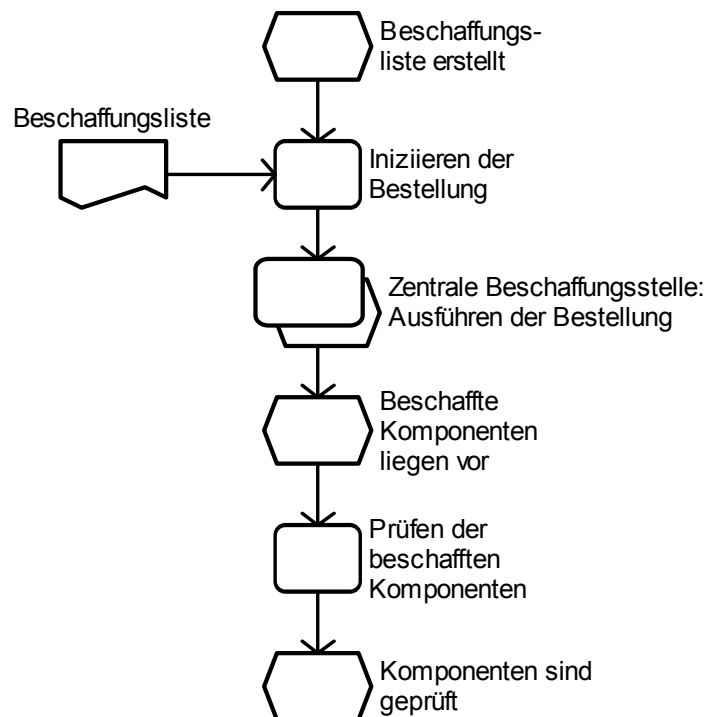 Beschaffungs-
liste erstellt
Beschaffungsliste
Iniziieren der
Bestellung
Zentrale Beschaffungsstelle:
Ausführen der Bestellung
Beschaffte
Komponenten
liegen vor
Prüfen der
beschafften
Komponenten
Komponenten sind
geprüft